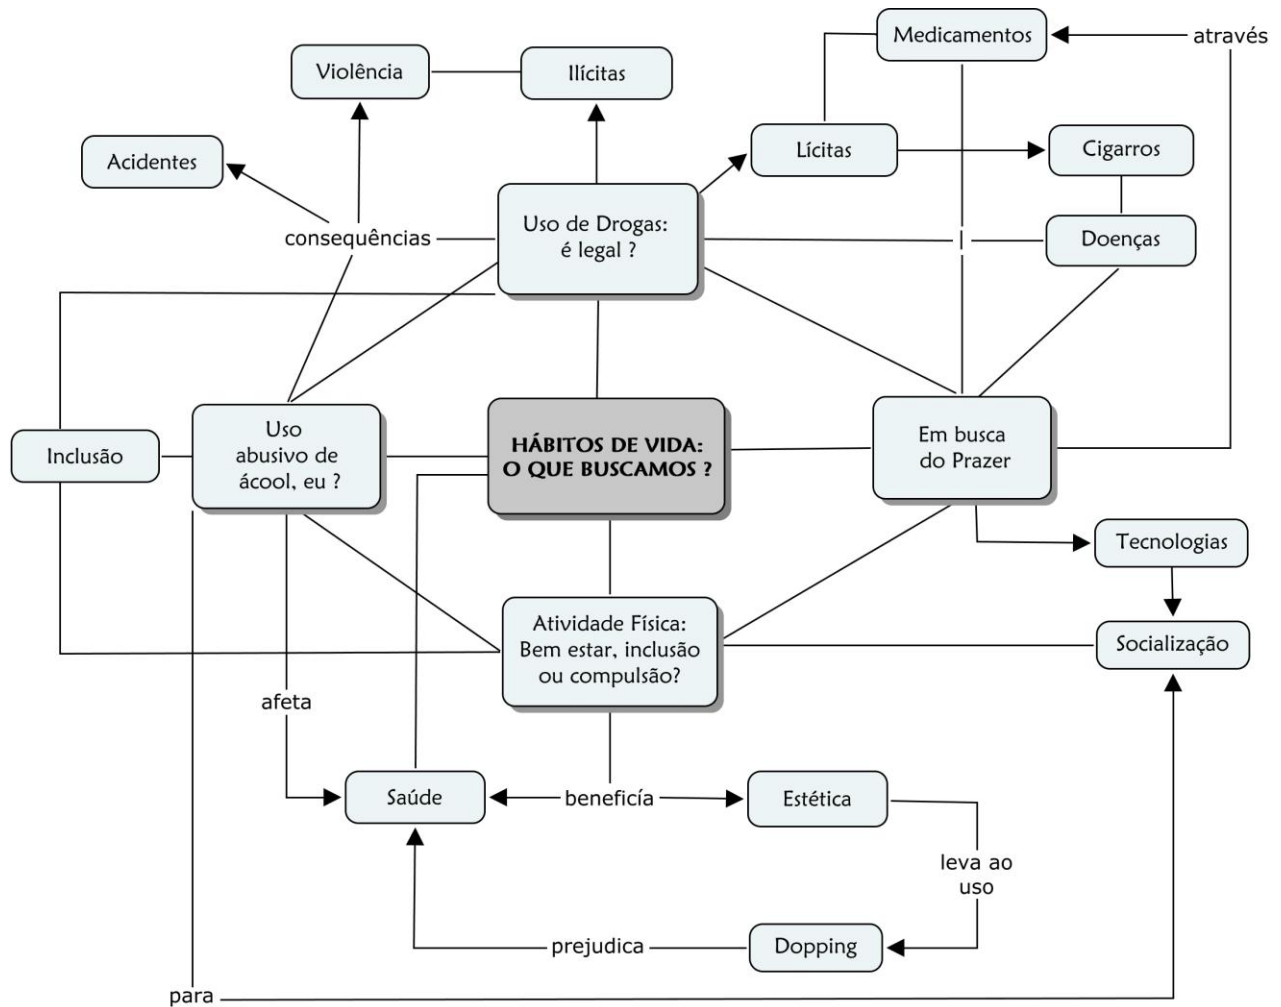 Medicamentos
através
Violência
Ilícitas
Acidentes
Lícitas
Cigarros
Uso de Drogas:
é legal ?
consequências
|
Doenças
Inclusão
Uso
abusivo de
ácool, eu ?
HÁBITOS DE VIDA:
O QUE BUSCAMOS ?
Em busca
do Prazer
Tecnologias
Atividade Física:
Bem estar, inclusão
ou compulsão?
Socialização
afeta
Saúde
beneficía
Estética
leva ao
uso
prejudica
Dopping
para